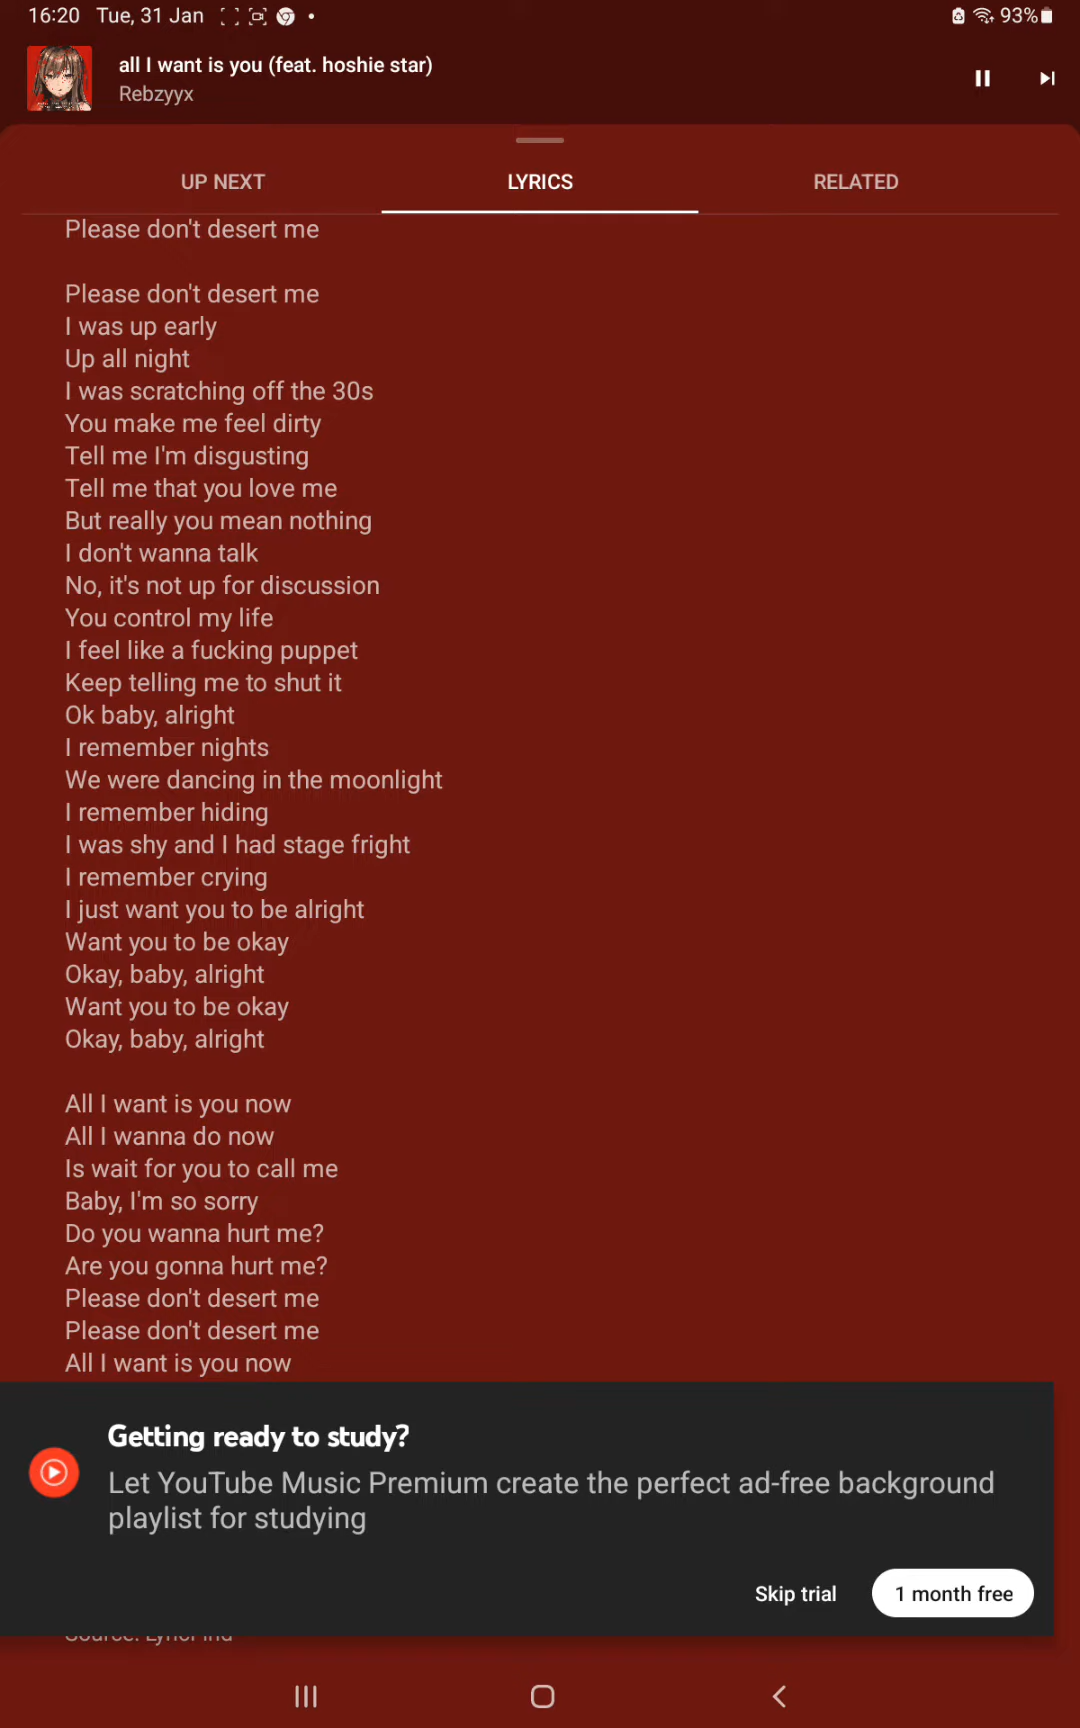 16:20 Tue, 31 Jan
93%
all I want is you (feat. hoshie star)
Rebzyyx
UP NEXT
LYRICS
RELATED
Please don't desert me
Please don't desert me
I was up early
Up all night
I was scratching off the 30s
You make me feel dirty
Tell me I'm disgusting
Tell me that you love me
But really you mean nothing
I don't wanna talk
No, it's not up for discussion
You control my life
I feel like a fucking puppet
Keep telling me to shut it
Ok baby, alright
I remember nights
We were dancing in the moonlight
I remember hiding
I was shy and I had stage fright
I remember crying
I just want you to be alright
Want you to be okay
Okay, baby, alright
Want you to be okay
Okay, baby, alright
All I want is you now
All I wanna do now
Is wait for you to call me
Baby, I'm so sorry
Do you wanna hurt me?
Are you gonna hurt me?
Please don't desert me
Please don't desert me
All I want is you now
Getting ready to study?
Let YouTube Music Premium create the perfect ad-free background
playlist for studying
Skip trial
1 month free